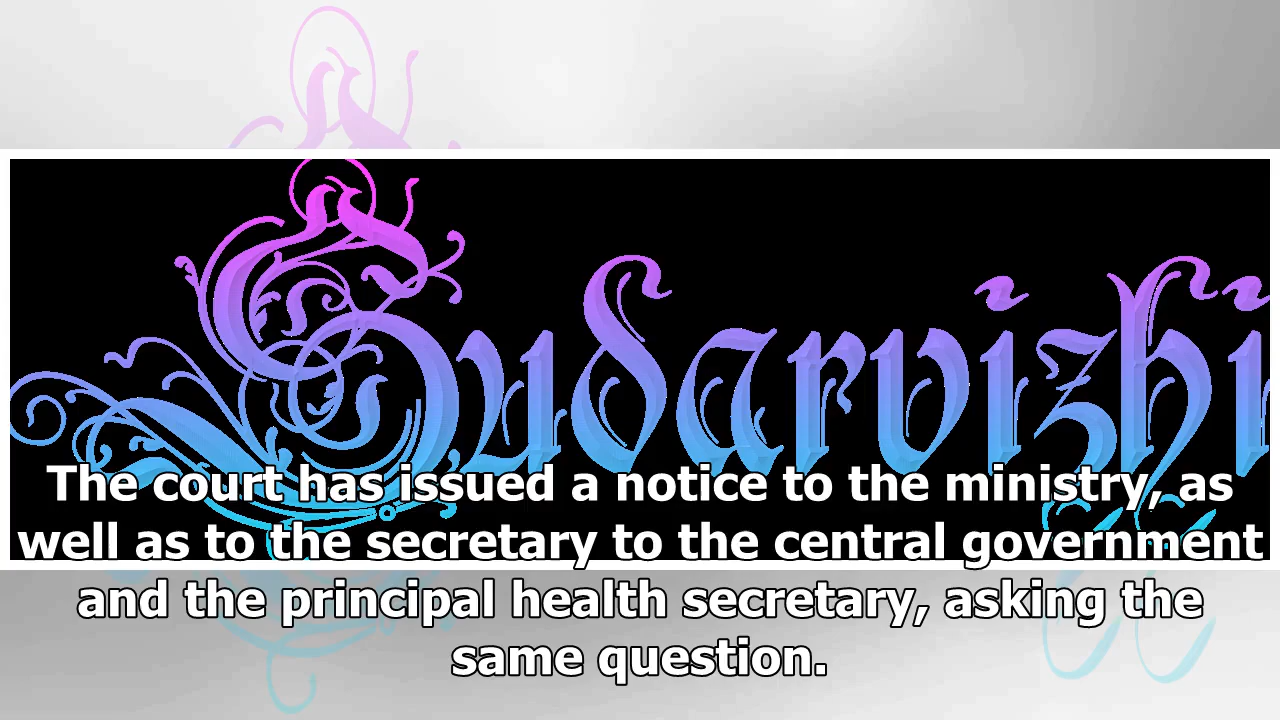 Sudarvizhi
The court has issued a notice to the ministry, as
well as to the secretary to the central government
and the principal health secretary, asking the
same question.